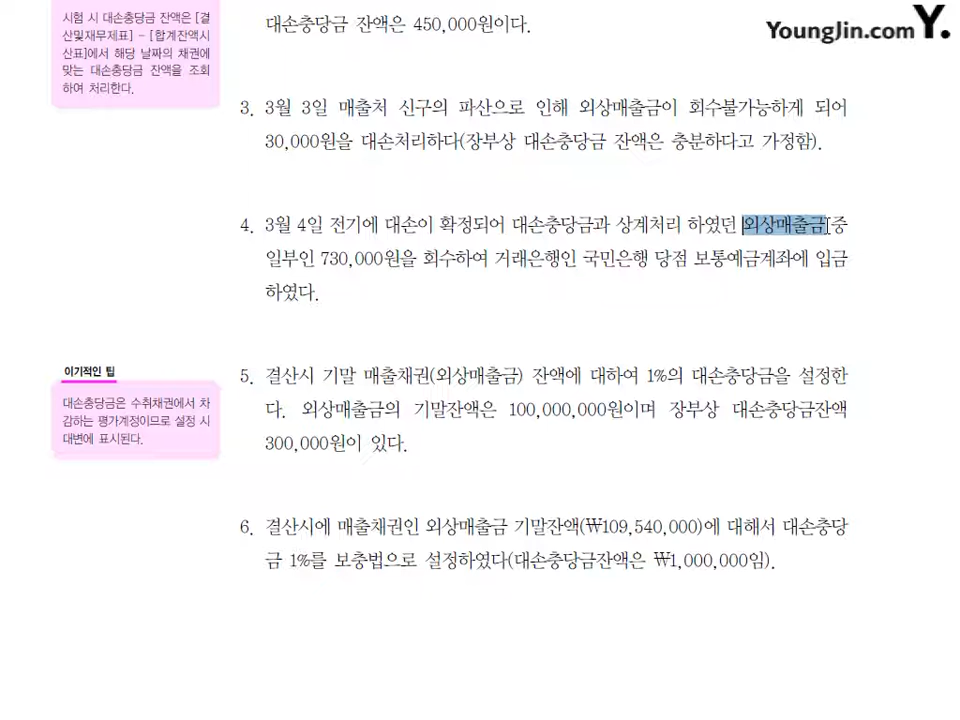 시험 시 대손충당금 잔액은 [결
산및재무제표] – [합계잔액시
산표]에서 해당 날짜의 채권에
맞는 대손충당금 잔액을 조회
하여 처리한다.
대손충당금 잔액은 450,000원이다.
YoungJin.com Y.
3. 3월 3일 매출처 신구의 파산으로 인해 외상매출금이 회수불가능하게 되어
30,000원을 대손처리하다(장부상 대손충당금 잔액은 충분하다고 가정함).
4. 3월 4일 전기에 대손이 확정되어 대손충당금과 상계처리 하였던 외상매출금 중
일부인 730,000원을 회수하여 거래은행인 국민은행 당점 보통예금계좌에 입금
하였다.
이기적인 팁
대손충당금은 수취채권에서 차
감하는 평가계정이므로 설정 시
대변에 표시된다.
5. 결산시 기말 매출채권(외상매출금) 잔액에 대하여 1%의 대손충당금을 설정한
다. 외상매출금의 기말잔액은 100,000,000원이며 장부상 대손충당금잔액
300,000원이 있다.
6. 결산시에 매출채권인 외상매출금 기말잔액(₩109,540,000)에 대해서 대손충당
금 1%를 보충법으로 설정하였다(대손충당금잔액은 ₩1,000,000임).